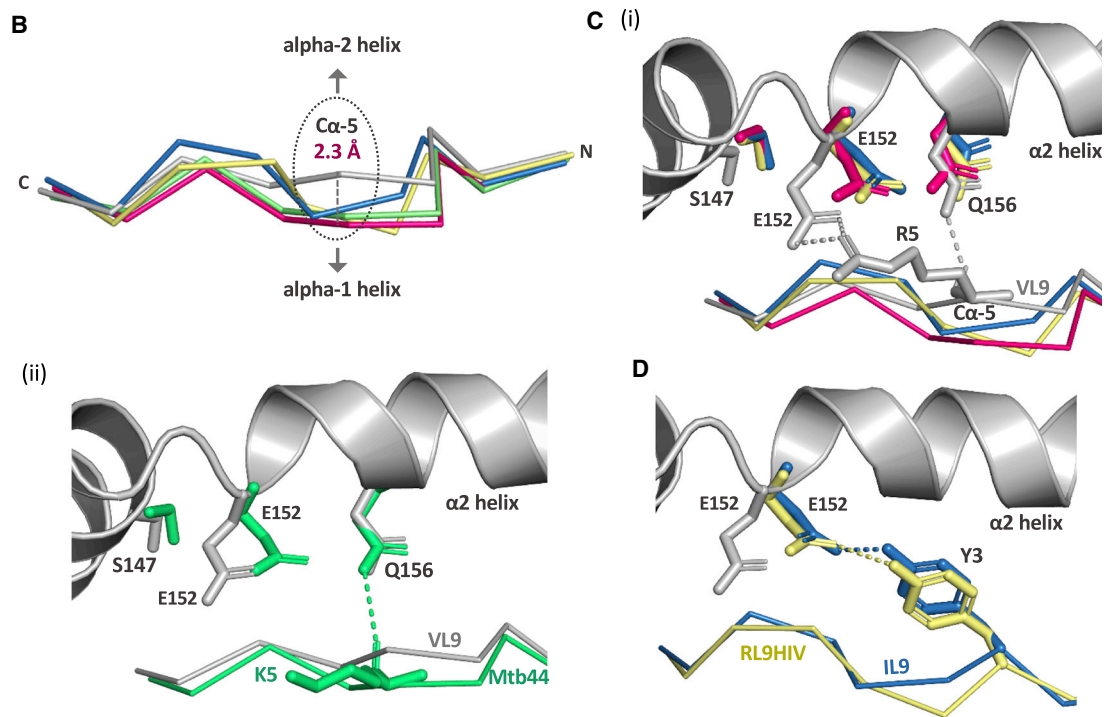 B
alpha-2 helix
Cα-5
2.3 Å
C
N
alpha-1 helix
C (i)
E152
α2 helix
S147
Q156
E152
R5
VL9
Cα-5
(ii)
α2 helix
E152
S147
Q156
E152
VL9
K5
Mtb44
D
E152
E152
α2 helix
Y3
RL9HIV
IL9